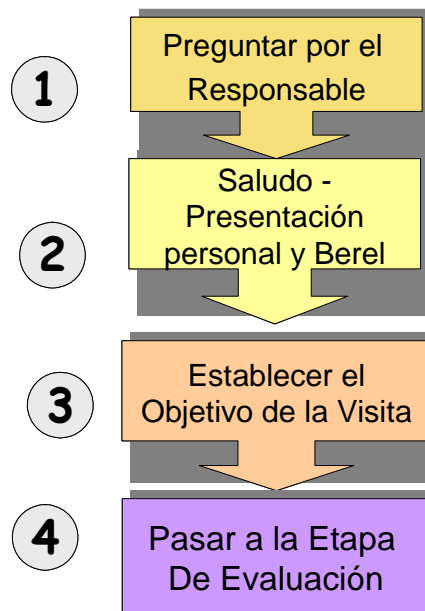 1
Preguntar por el
Responsable
2
Saludo -
Presentación
personal y Berel
3
Establecer el
Objetivo de la Visita
4
Pasar a la Etapa
De Evaluación